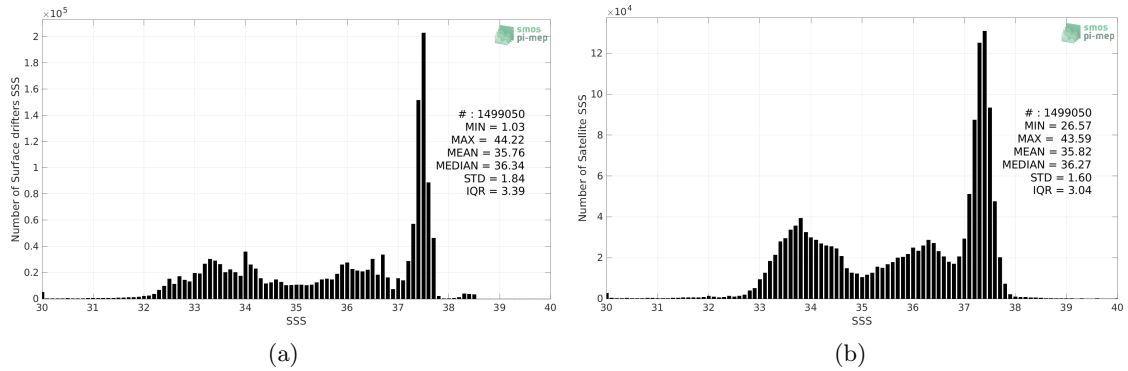 ×10⁵
smos
pi-mep
2
1.8
1.6
1.4
1.2
1
0.8
0.6
0.4
0.2
0
Number of Surface drifters SSS
# : 1499050
MIN = 1.03
MAX = 44.22
MEAN = 35.76
MEDIAN = 36.34
STD = 1.84
IQR = 3.39
30 31 32 33 34 35 36 37 38 39 40
SSS
(a)
×10⁴
smos
pi-mep
12
10
8
6
4
2
0
Number of Satellite SSS
# : 1499050
MIN = 26.57
MAX = 43.59
MEAN = 35.82
MEDIAN = 36.27
STD = 1.60
IQR = 3.04
30 31 32 33 34 35 36 37 38 39 40
SSS
(b)